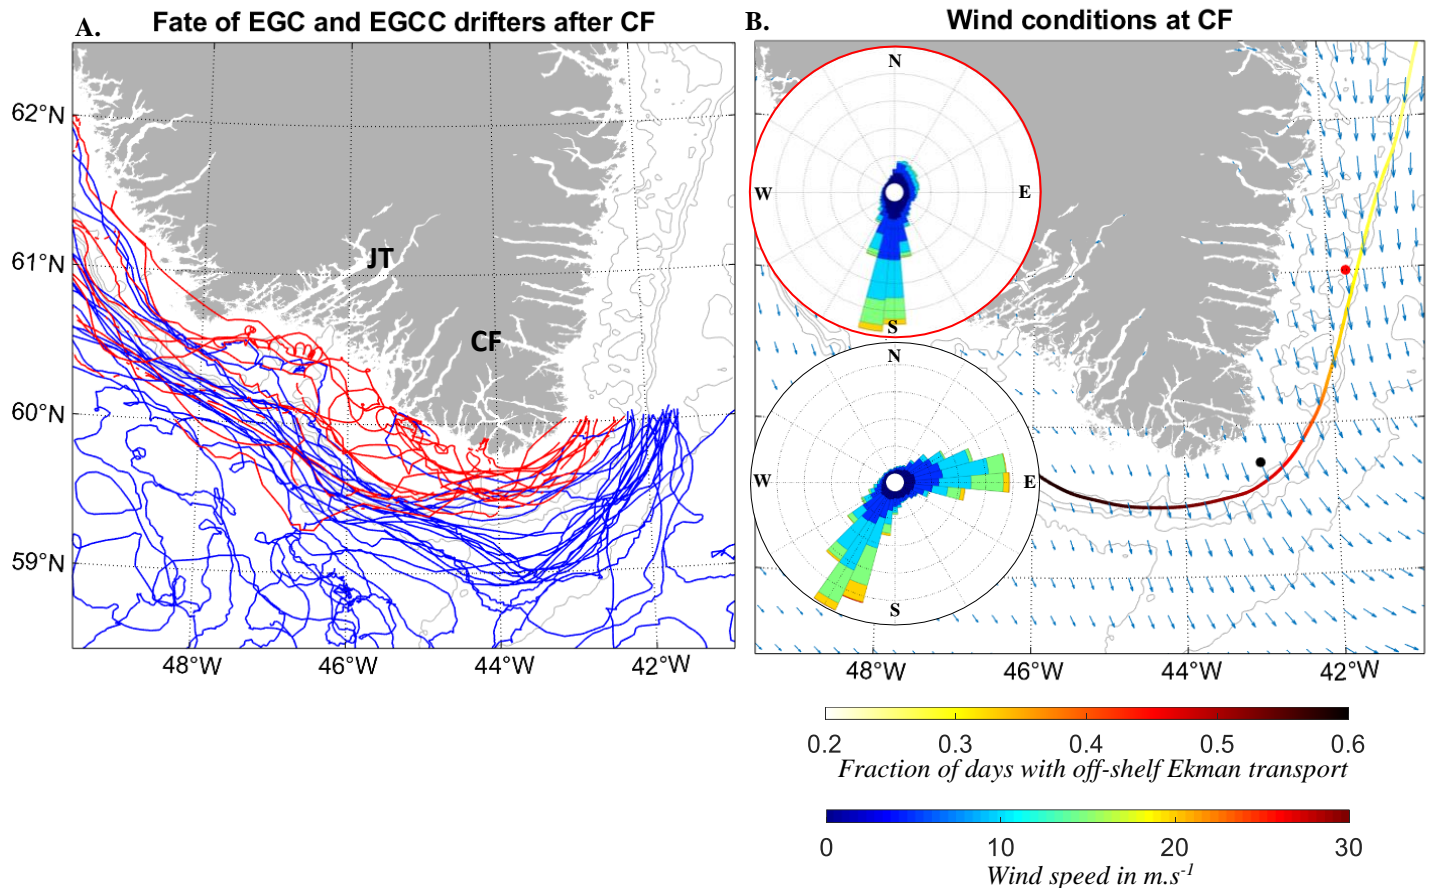 A. Fate of EGC and EGCC drifters after CF
62°N
61°N
60°N
59°N
JT
CF
48°W 46°W 44°W 42°W
B. Wind conditions at CF
N
W E
S
N
W E
S
48°W 46°W 44°W 42°W
0.2 0.3 0.4 0.5 0.6
Fraction of days with off-shelf Ekman transport
0 10 20 30
Wind speed in m.s-1